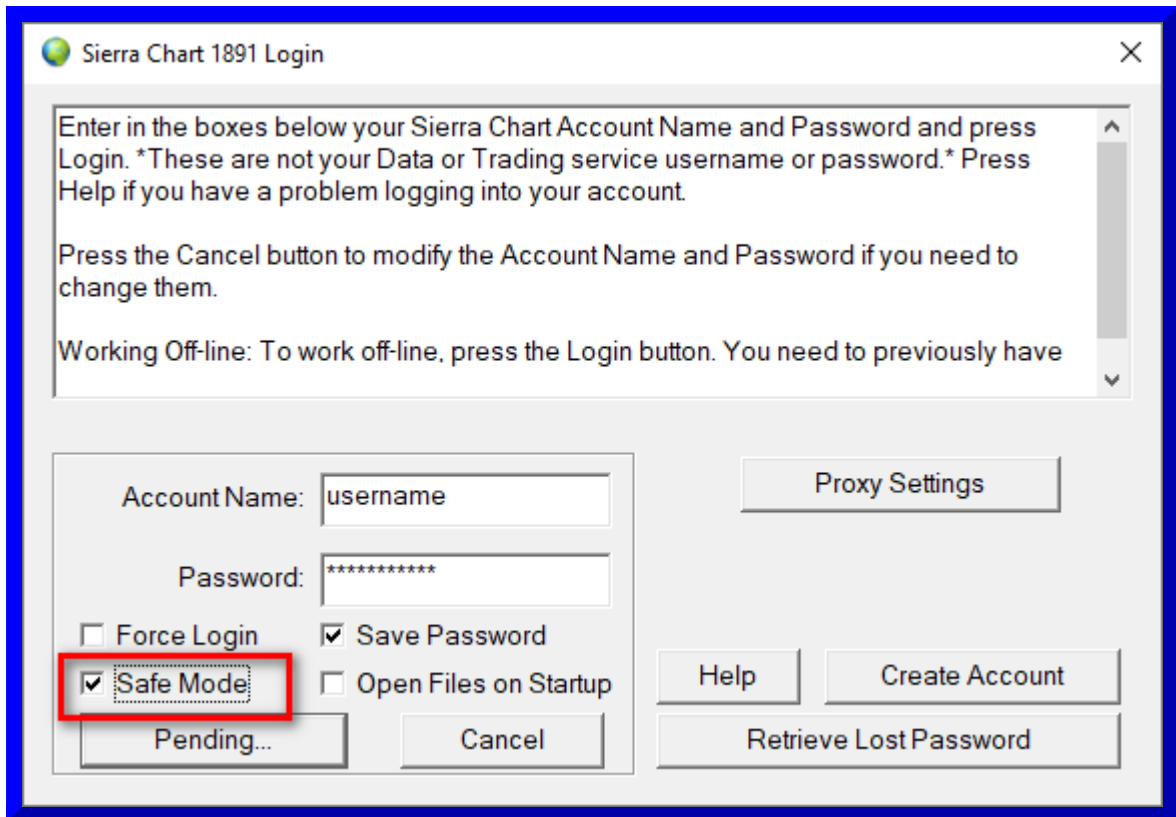 Sierra Chart 1891 Login
Enter in the boxes below your Sierra Chart Account Name and Password and press
Login. *These are not your Data or Trading service username or password.* Press
Help if you have a problem logging into your account.
Press the Cancel button to modify the Account Name and Password if you need to
change them.
Working Off-line: To work off-line, press the Login button. You need to previously have
Proxy Settings
Account Name: username
Password: ***********
Force Login Save Password
Safe Mode Open Files on Startup
Help Create Account
Pending... Cancel
Retrieve Lost Password